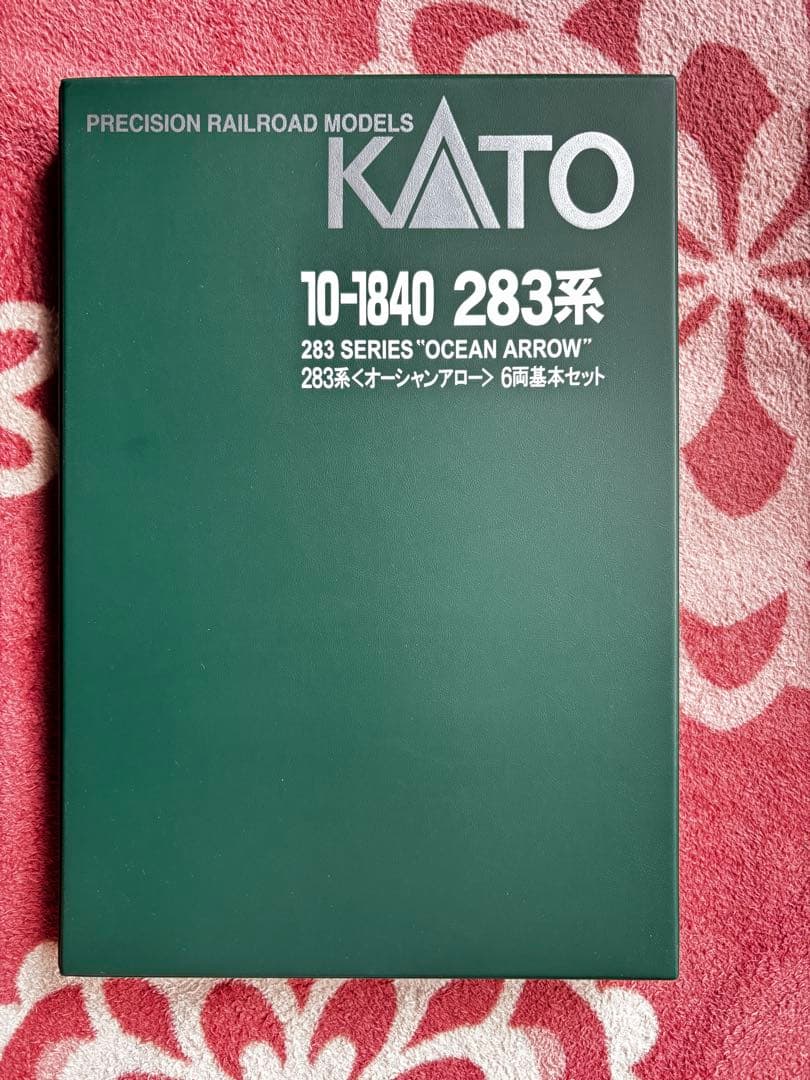 PRECISION RAILROAD MODELS
KATO
10-1840 283系
283 SERIES "OCEAN ARROW"
283系<オーシャンアロー> 6両基本セット